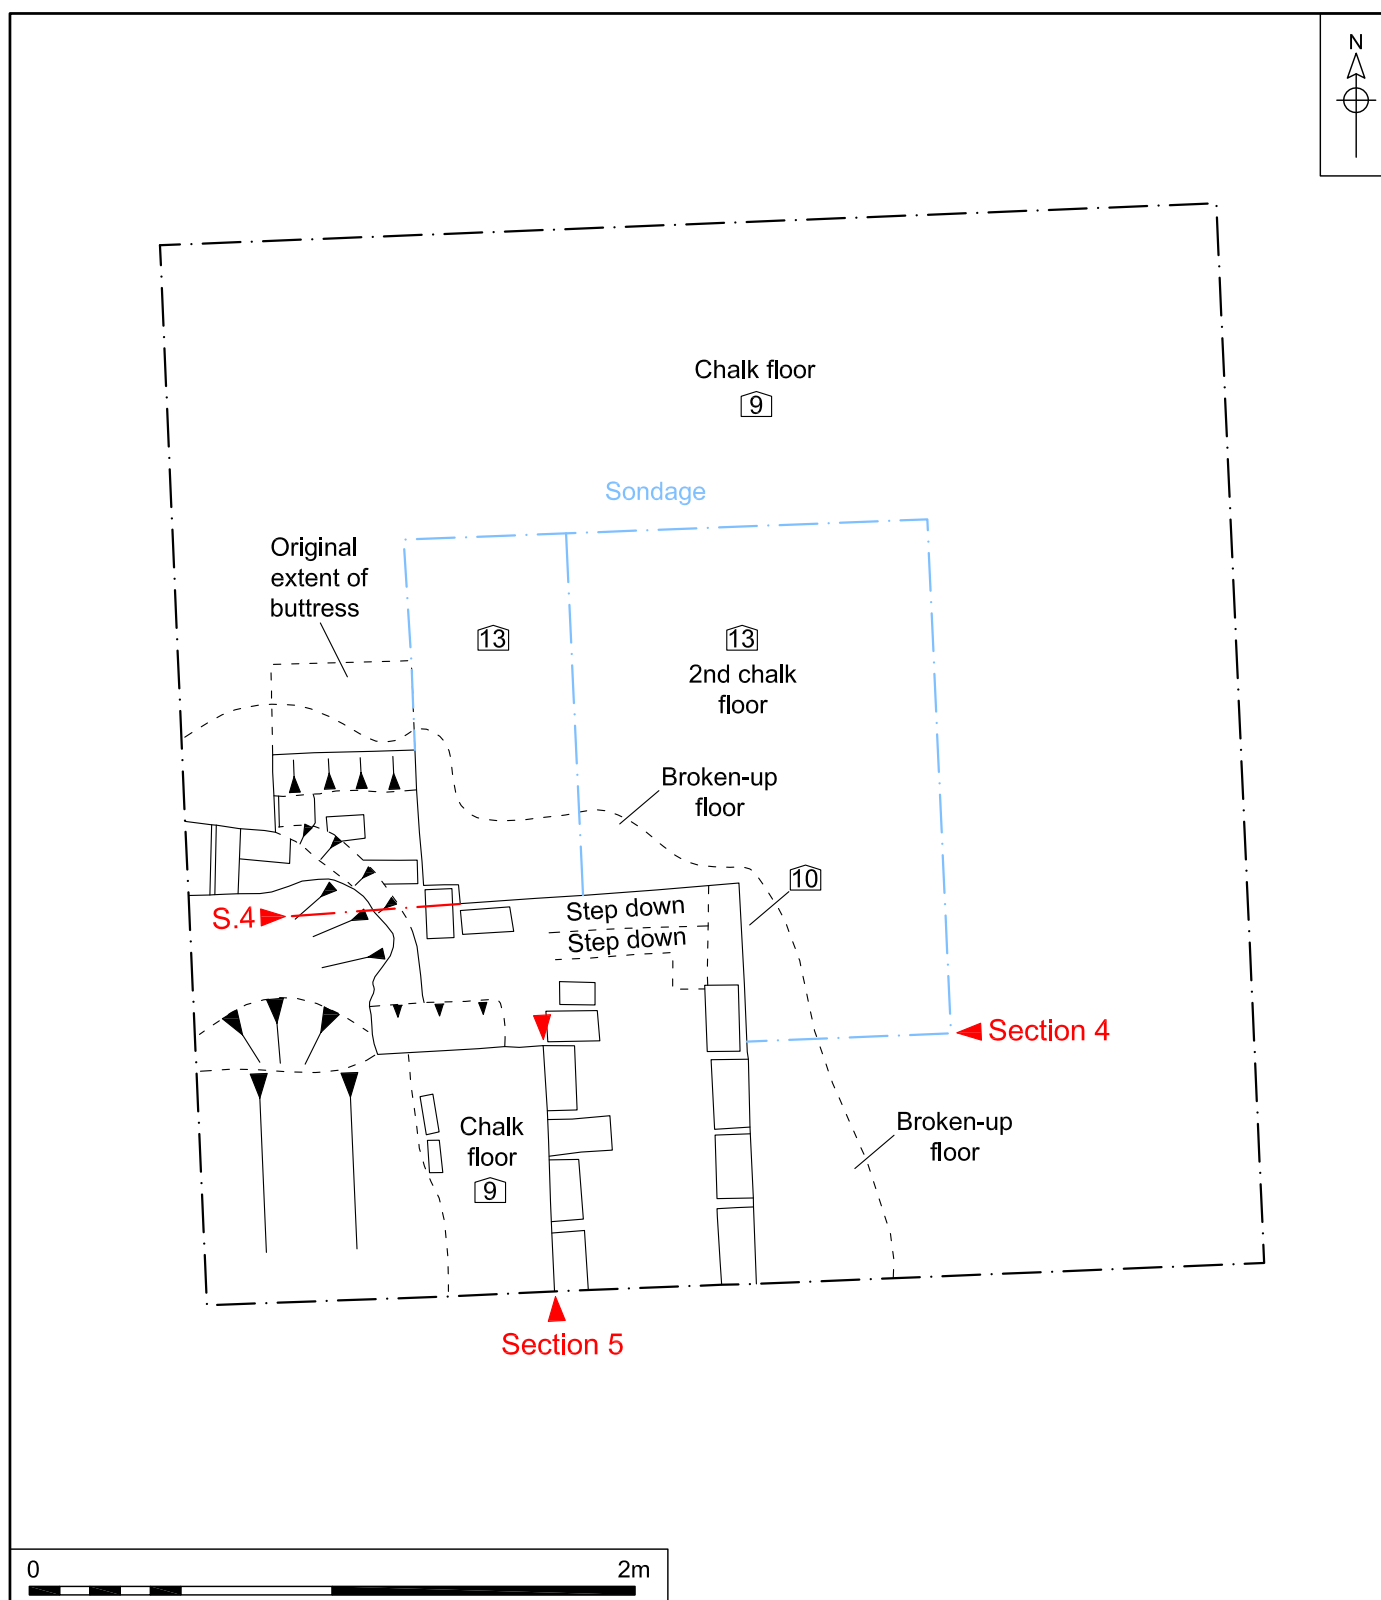 N
Chalk floor
9
Sondage
Original
extent of
buttress
13
13
2nd chalk
floor
Broken-up
floor
10
Step down
S.4
Step down
Section 4
Chalk
floor
9
Broken-up
floor
Section 5
0 2m